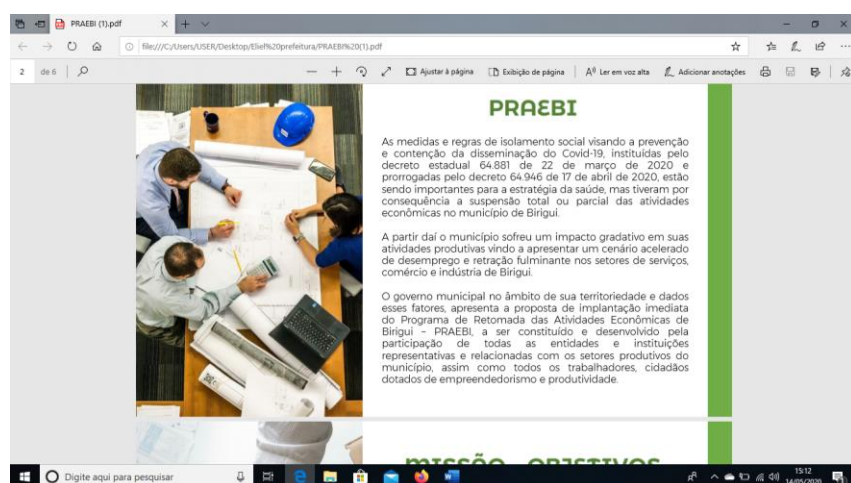 PRAEBI (1).pdf
file:///C:/Users/USER/Desktop/Eliel%20prefeitura/PRAEBI%20(1).pdf
2 de 6
Ajustar à página
Exibição de página
Ler em voz alta
Adicionar anotações
PRAEBI
As medidas e regras de isolamento social visando a prevenção
e contenção da disseminação do Covid-19, instituídas pelo
decreto estadual 64.881 de 22 de março de 2020 e
prorrogadas pelo decreto 64.946 de 17 de abril de 2020, estão
sendo importantes para a estratégia da saúde, mas tiveram por
consequência a suspensão total ou parcial das atividades
econômicas no município de Birigui.
A partir daí o município sofreu um impacto gradativo em suas
atividades produtivas vindo a apresentar um cenário acelerado
de desemprego e retração fulminante nos setores de serviços,
comércio e indústria de Birigui.
O governo municipal no âmbito de sua territoriedade e dados
esses fatores, apresenta a proposta de implantação imediata
do Programa de Retomada das Atividades Econômicas de
Birigui – PRAEBI, a ser constituído e desenvolvido pela
participação de todas as entidades e instituições
representativas e relacionadas com os setores produtivos do
município, assim como todos os trabalhadores, cidadãos
dotados de empreendedorismo e produtividade.
MISSÃO OBJETIVOS
Digite aqui para pesquisar
15:12
14/05/2020